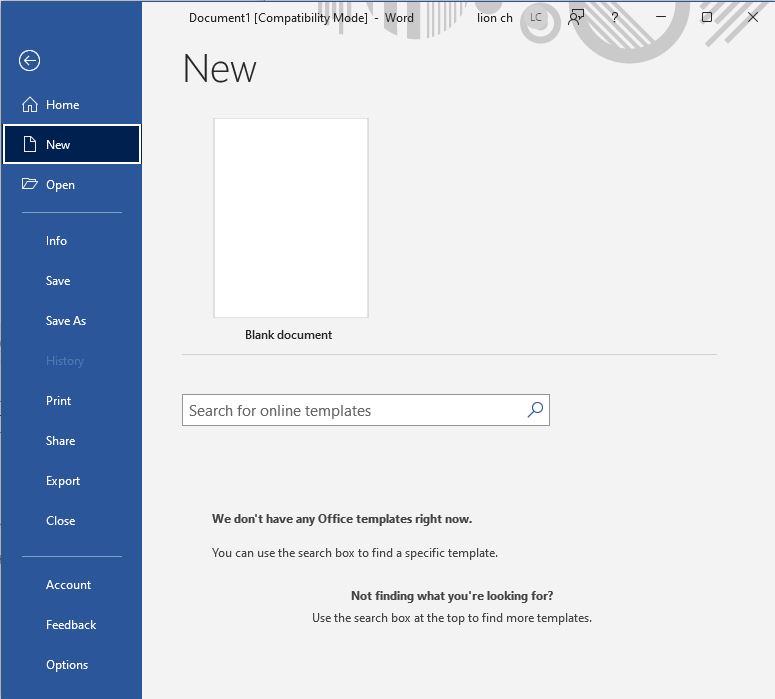 Document1 [Compatibility Mode] - Word
lion ch
LC
?
New
Home
New
Open
Info
Save
Save As
History
Print
Share
Export
Close
Account
Feedback
Options
Blank document
Search for online templates
We don't have any Office templates right now.
You can use the search box to find a specific template.
Not finding what you're looking for?
Use the search box at the top to find more templates.